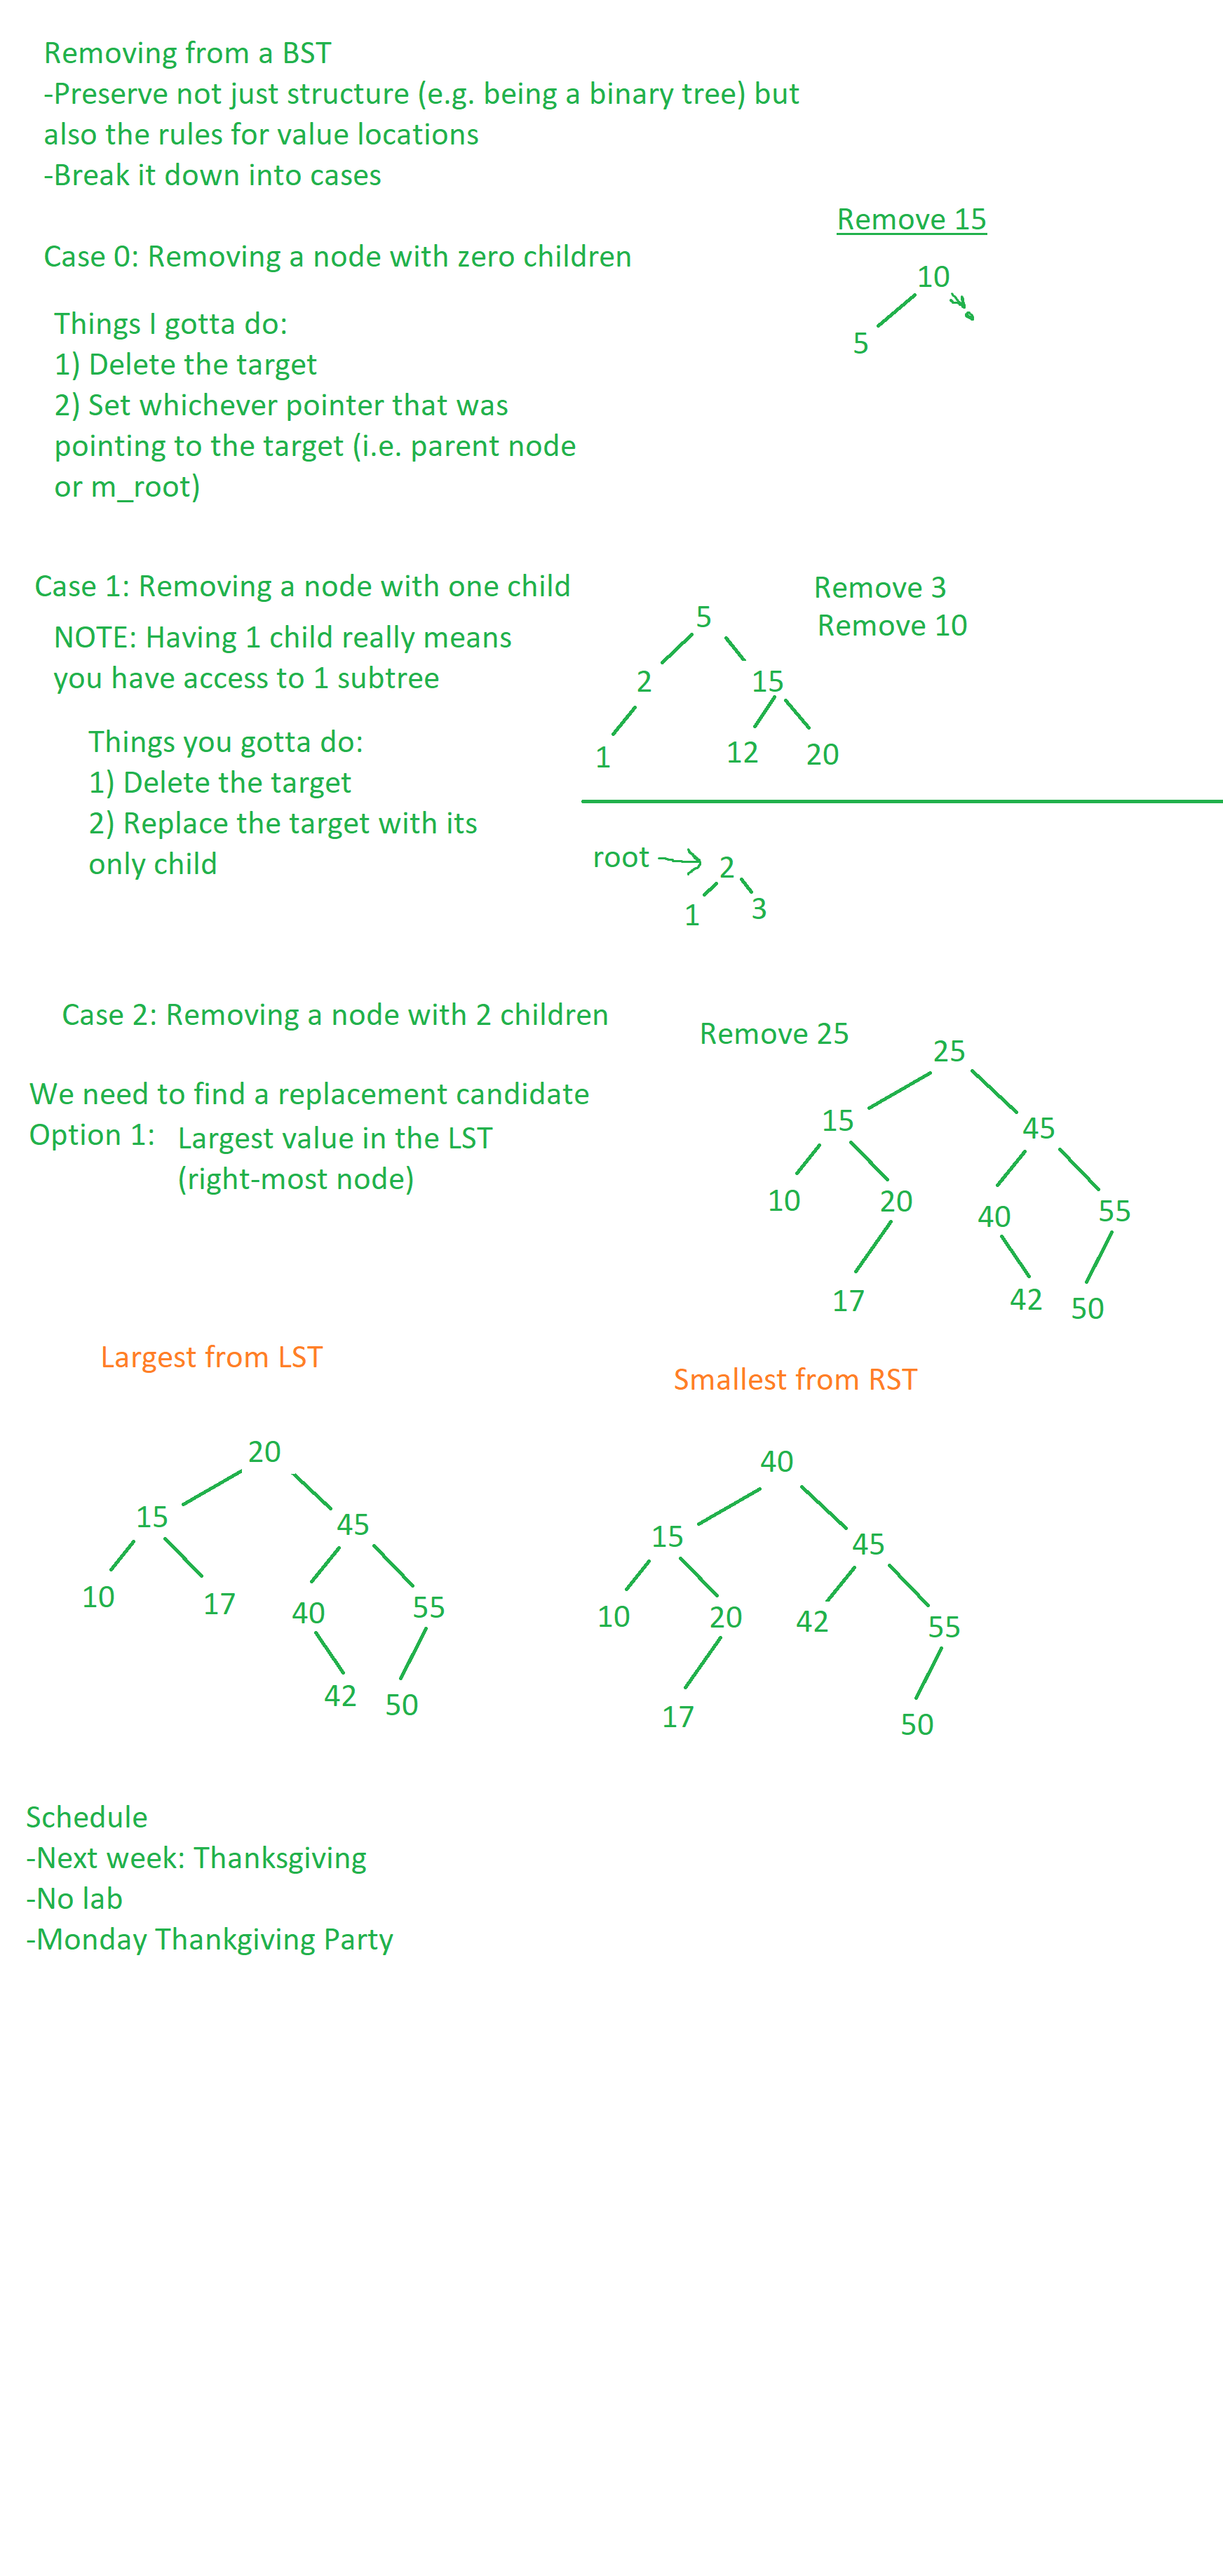 Removing from a BST
-Preserve not just structure (e.g. being a binary tree) but
also the rules for value locations
-Break it down into cases
Remove 15
Case 0: Removing a node with zero children
10
5
Things I gotta do:
1) Delete the target
2) Set whichever pointer that was
pointing to the target (i.e. parent node
or m_root)
Case 1: Removing a node with one child
NOTE: Having 1 child really means
you have access to 1 subtree
Things you gotta do:
1) Delete the target
2) Replace the target with its
only child
Remove 3
Remove 10
5
2 15
1 12 20
root 2
1 3
Case 2: Removing a node with 2 children
We need to find a replacement candidate
Option 1: Largest value in the LST
(right-most node)
Remove 25
25
15 45
10 20 40 55
17 42 50
Largest from LST
20
15 45
10 17 40 55
42 50
Smallest from RST
40
15 45
10 20 42 55
17 50
Schedule
-Next week: Thanksgiving
-No lab
-Monday Thankgiving Party